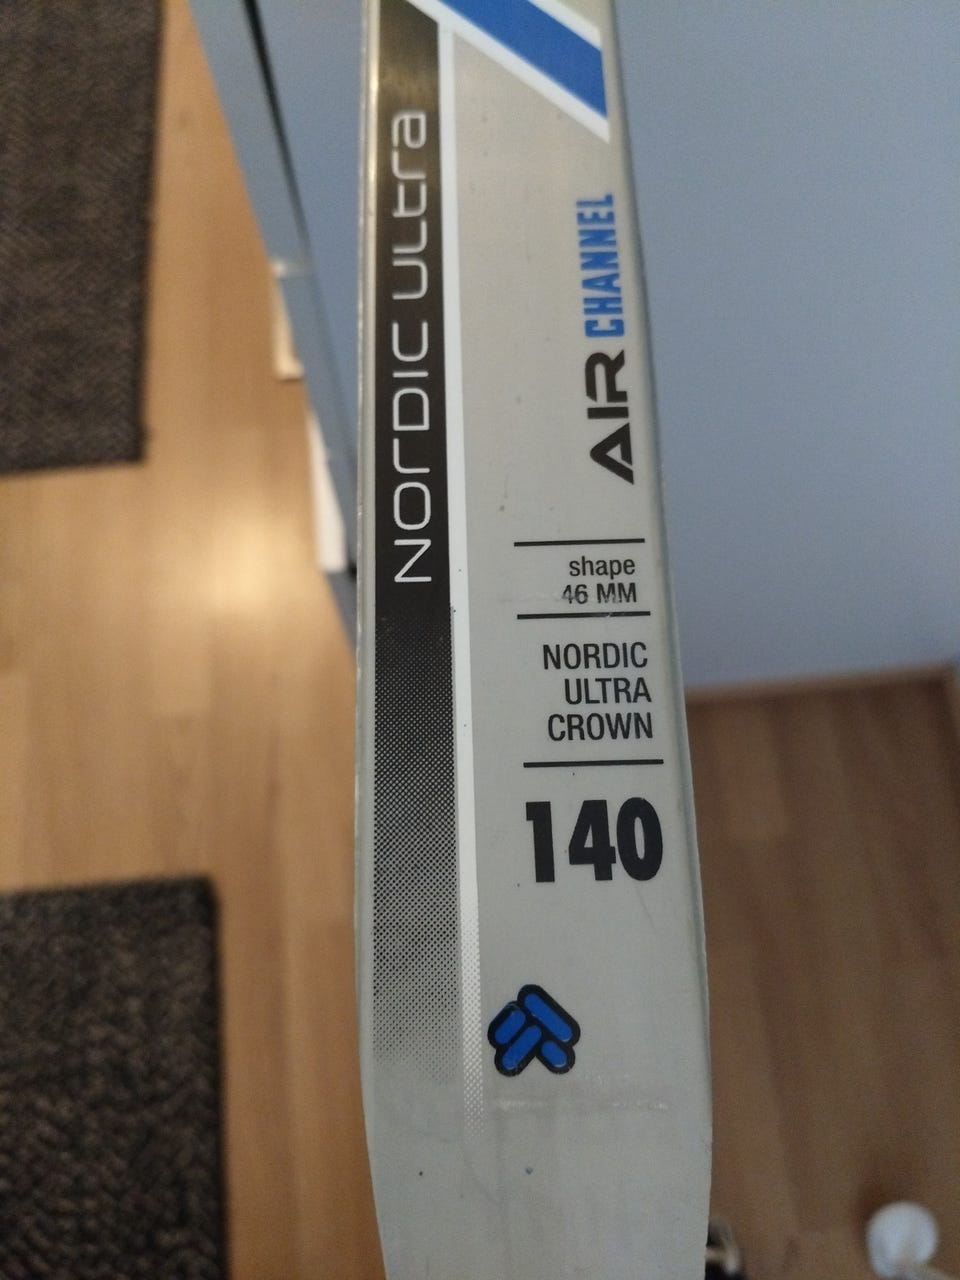 NORDIC ULTRA
AIR CHANNEL
shape
46 MM
NORDIC
ULTRA
CROWN
140